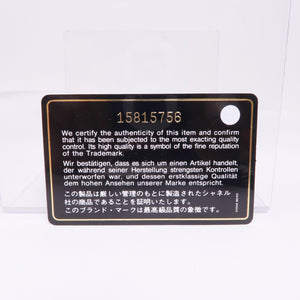 15815756
We certify the authenticity of this item and confirm
that it has been subjected to the most exacting quality
control. Its high quality is a symbol of the fine reputation
of the Trademark.
Wir bestätigen, dass es sich um einen Artikel handelt,
der während seiner Herstellung strengsten Kontrollen
unterworfen war, und dessen erstklassige Qualität
dem hohen Ansehen unserer Marke entspricht.
この製品は厳しい管理のもとに製造されたシャネル
社の商品であることを証明いたします。
このブランド・マークは最高級品質の象徴です。